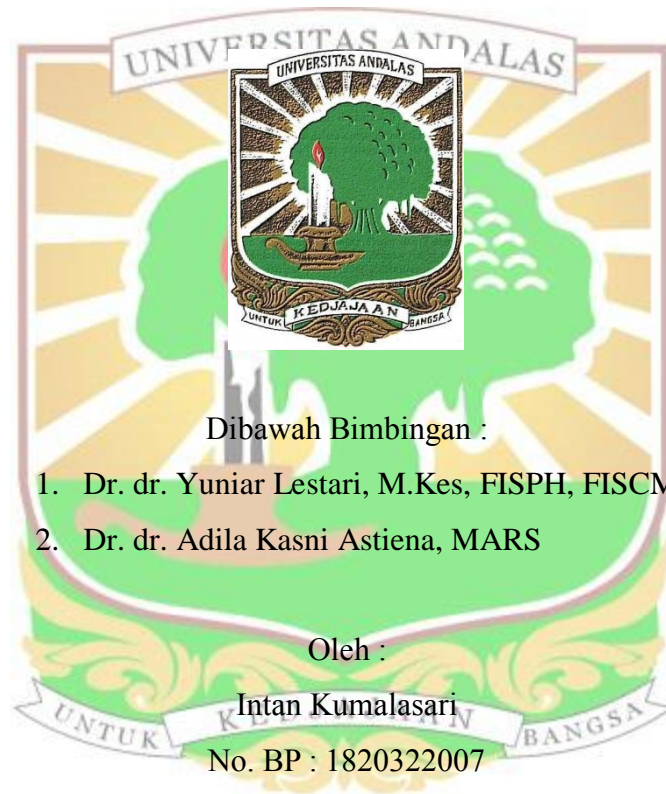 UNIVERSITAS ANDALAS
UNIVERSITAS ANDALAS
UNTUK KEDJAJAAN BANGSA
Dibawah Bimbingan :
1. Dr. dr. Yuniar Lestari, M.Kes, FISPH, FISCM
2. Dr. dr. Adila Kasni Astiena, MARS
Oleh :
Intan Kumalasari
UNTUK KEDJAJAAN BANGSA
No. BP : 1820322007